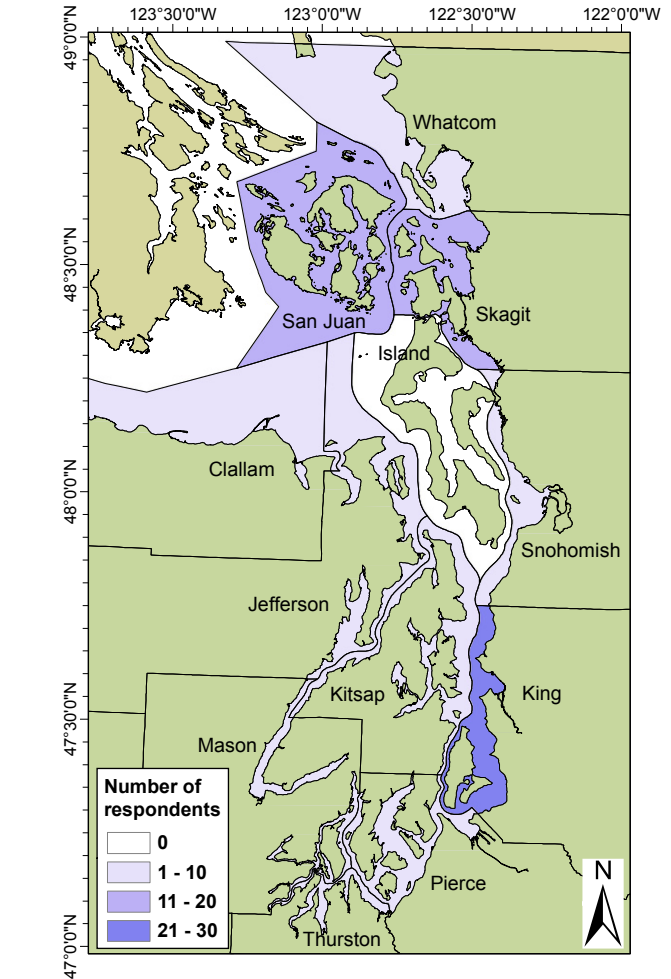 123°30'0"W 123°0'0"W 122°30'0"W 122°0'0"W
49°0'0"N
48°30'0"N
48°0'0"N
47°30'0"N
47°0'0"N
Whatcom
San Juan
Skagit
Island
Clallam
Snohomish
Jefferson
Kitsap
King
Mason
Pierce
Thurston
Number of
respondents
0
1 - 10
11 - 20
21 - 30
N